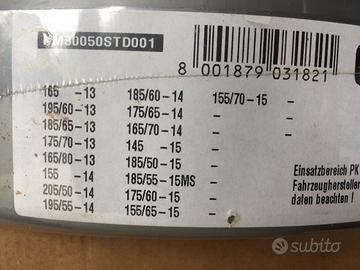 MM30050STD001
8 001879 031821
165 -13 185/60-14 155/70-15 -
195/60-13 175/65-14 -
185/65-13 165/70-14 -
175/70-13 145 -15 -
165/80-13 185/50-15 -
155 -14 185/55-15MS -
205/50-14 175/60-15 -
195/55-14 155/65-15 -
Einsatzbereich PK
Fahrzeughersteller
daten beachten !
subito